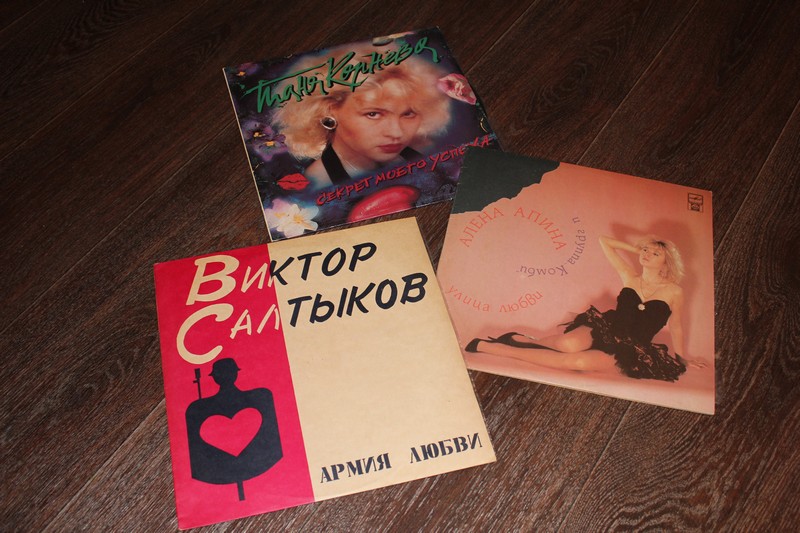 Таня Корнева
СЕКРЕТ МОЕГО УСПЕХА
АЛЕНА АПИНА
и группа Комби
УЛИЦА ЛЮБВИ
ВИКТОР
САЛТЫКОВ
АРМИЯ ЛЮБВИ